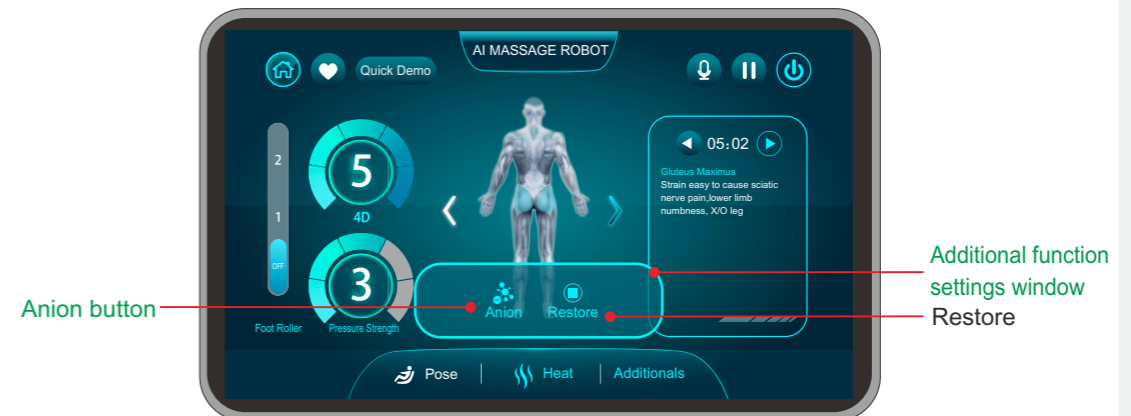 AI MASSAGE ROBOT
Quick Demo
2
1
OFF
Foot Roller
5
4D
3
Pressure Strength
05:02
Gluteus Maximus
Strain easy to cause sciatic
nerve pain,lower limb
numbness, X/O leg
Anion
Restore
Pose
Heat
Additionals
Anion button
Additional function
settings window
Restore